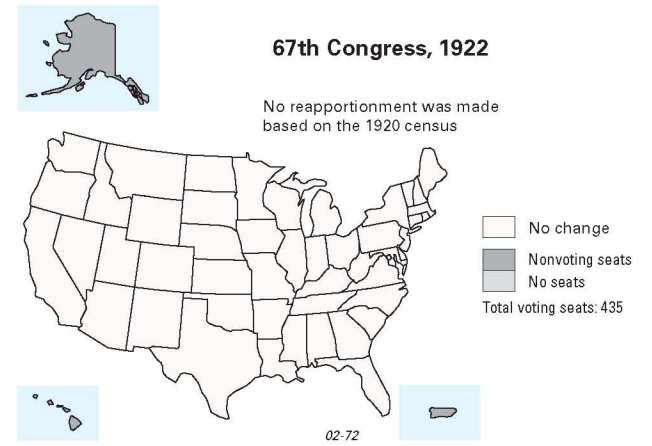 67th Congress, 1922
No reapportionment was made
based on the 1920 census
No change
Nonvoting seats
No seats
Total voting seats: 435
02-72